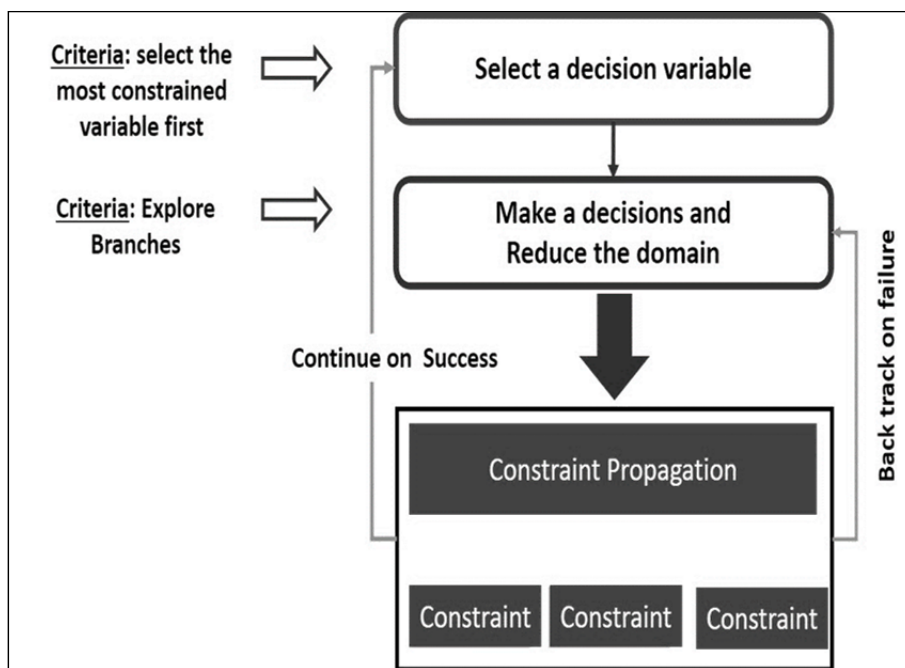 Criteria: select the
most constrained
variable first
Select a decision variable
Criteria: Explore
Branches
Make a decisions and
Reduce the domain
Continue on  Success
Back track on failure
Constraint Propagation
Constraint
Constraint
Constraint